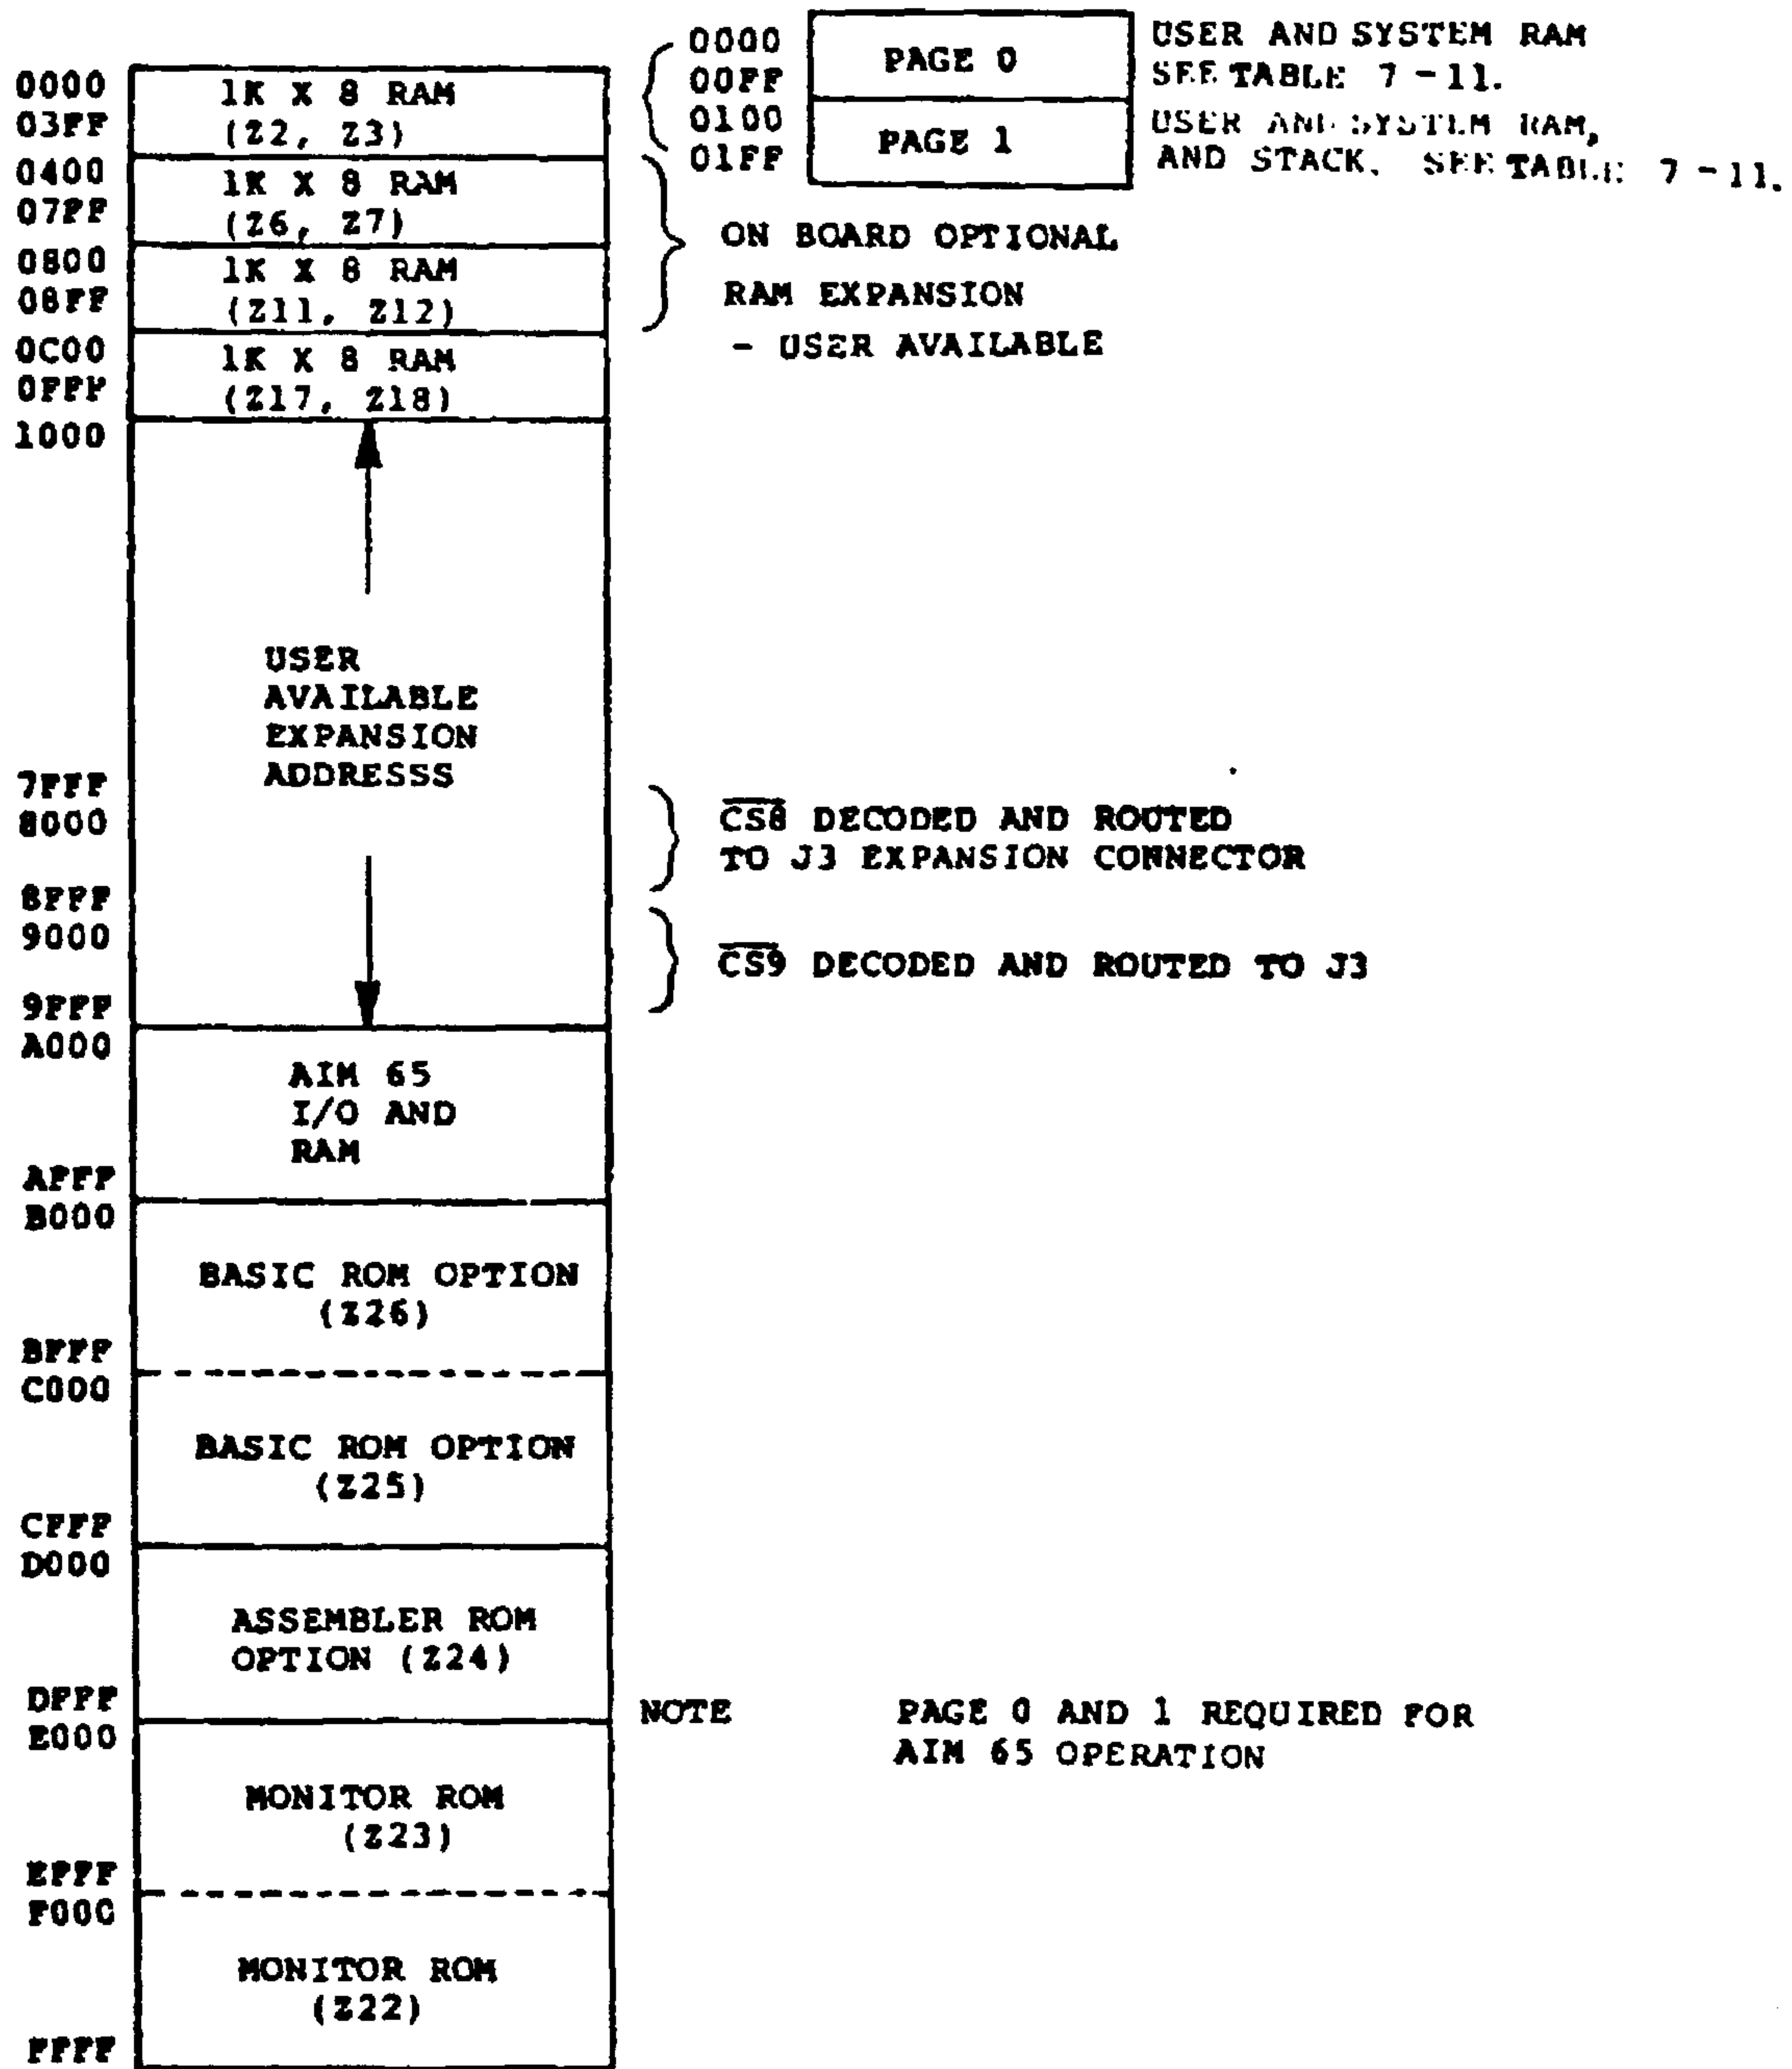 0000
03FF
1K X 8 RAM
(Z2, Z3)
0400
07FF
1K X 8 RAM
(Z6, Z7)
0800
08FF
1K X 8 RAM
(Z11, Z12)
0C00
0FFF
1K X 8 RAM
(Z17, Z18)
1000
0000
00FF
PAGE 0
USER AND SYSTEM RAM
SEE TABLE 7-11.
0100
01FF
PAGE 1
USER AND SYSTEM RAM,
AND STACK. SEE TABLE 7-11.
ON BOARD OPTIONAL
RAM EXPANSION
- USER AVAILABLE
USER
AVAILABLE
EXPANSION
ADDRESSS
7FFF
8000
8FFF
CS8 DECODED AND ROUTED
TO J3 EXPANSION CONNECTOR
9000
9FFF
CS9 DECODED AND ROUTED TO J3
A000
AIM 65
I/O AND
RAM
AFFF
B000
BASIC ROM OPTION
(Z26)
BFFF
C000
BASIC ROM OPTION
(Z25)
CFFF
D000
ASSEMBLER ROM
OPTION (Z24)
DFFF
E000
MONITOR ROM
(Z23)
EFFF
F000
MONITOR ROM
(Z22)
FFFF
NOTE PAGE 0 AND 1 REQUIRED FOR
AIM 65 OPERATION